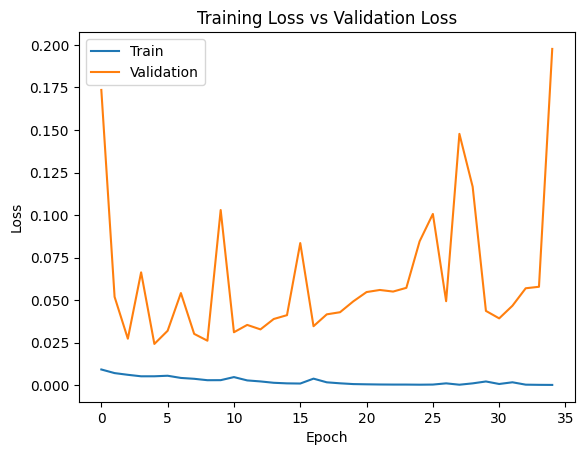 Training Loss vs Validation Loss
Train
Validation
Loss
0.200
0.175
0.150
0.125
0.100
0.075
0.050
0.025
0.000
0 5 10 15 20 25 30 35
Epoch